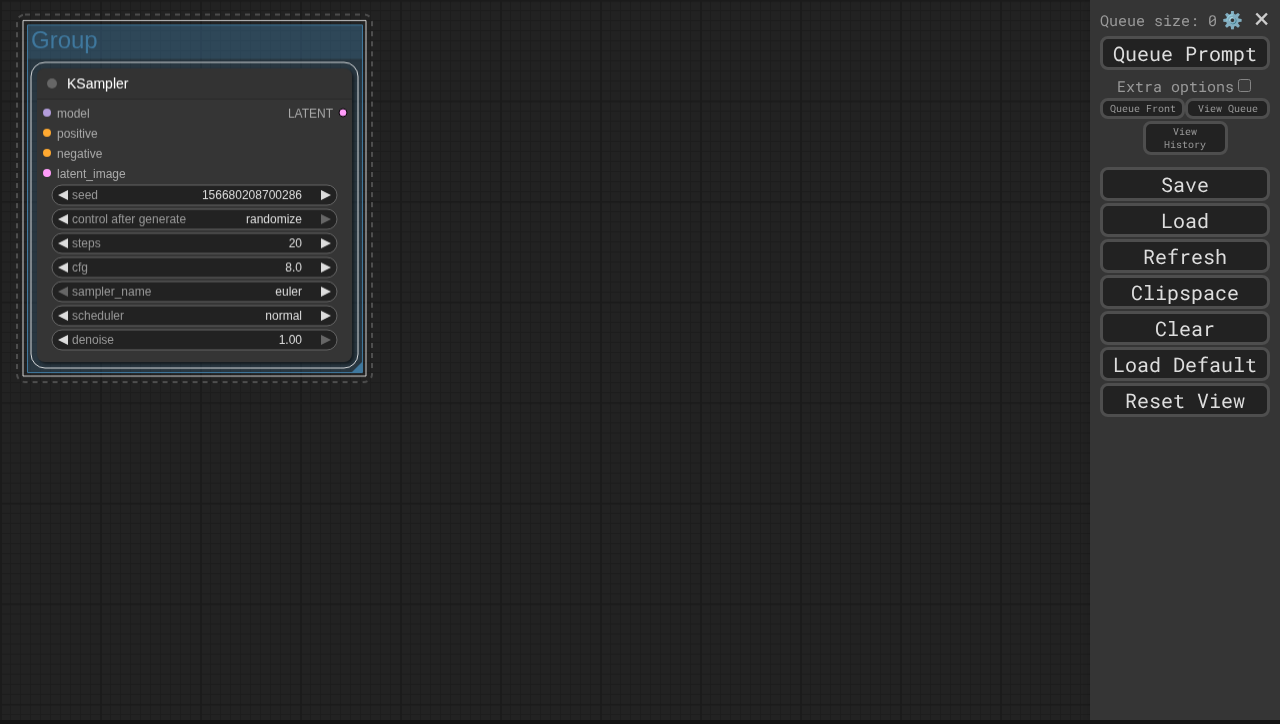 Group
KSampler
model
LATENT
positive
negative
latent_image
seed 156680208700286
control after generate randomize
steps 20
cfg 8.0
sampler_name euler
scheduler normal
denoise 1.00
Queue size: 0
Queue Prompt
Extra options
Queue Front
View Queue
View
History
Save
Load
Refresh
Clipspace
Clear
Load Default
Reset View